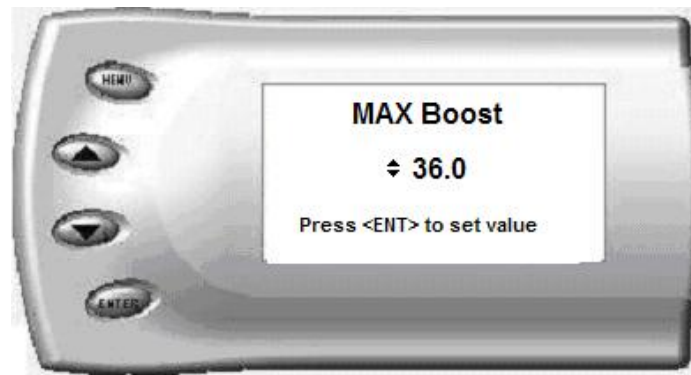 MENU
MAX Boost
36.0
Press <ENT> to set value
ENTER